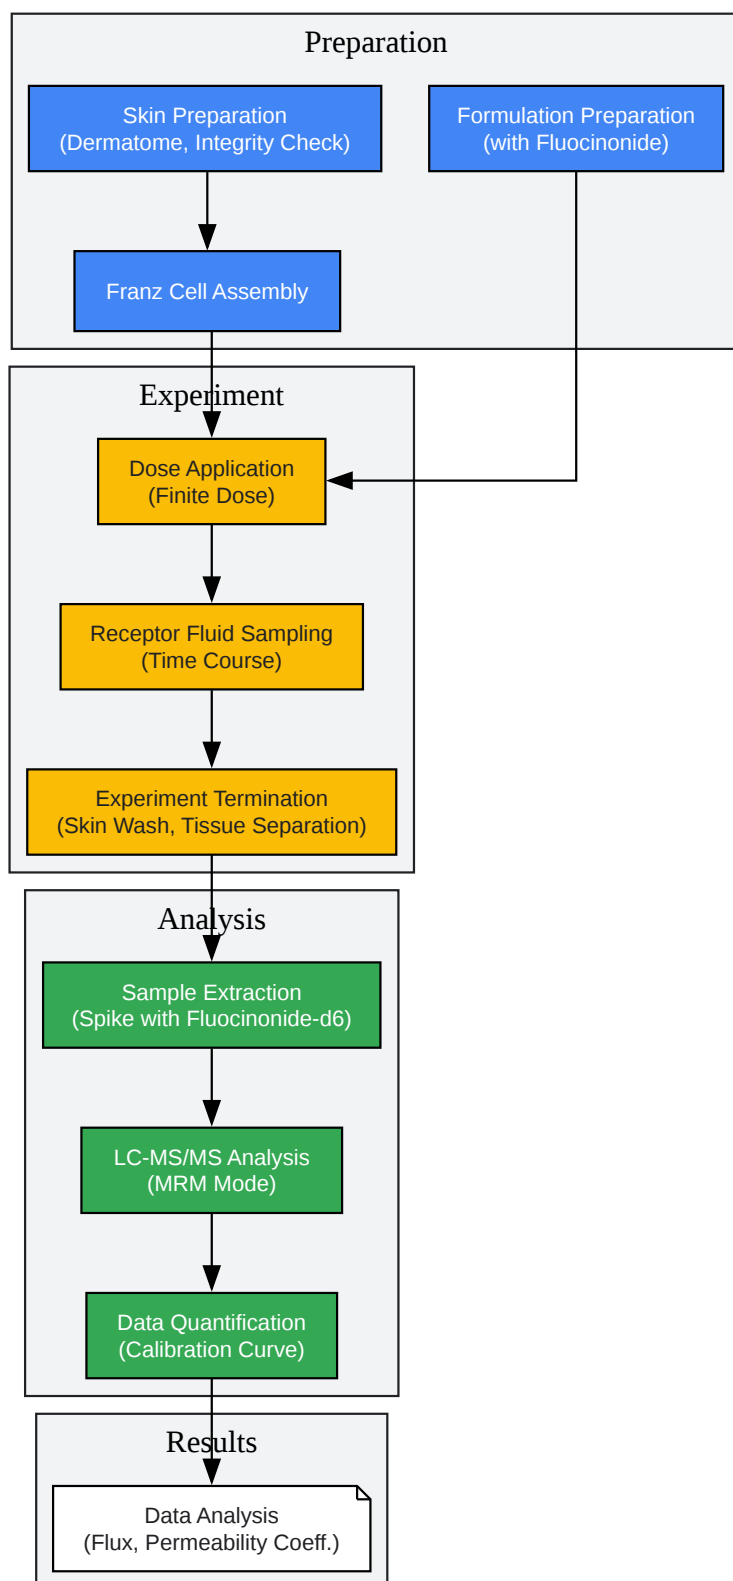 Preparation
Skin Preparation
(Dermatome, Integrity Check)
Formulation Preparation
(with Fluocinonide)
Franz Cell Assembly
Experiment
Dose Application
(Finite Dose)
Receptor Fluid Sampling
(Time Course)
Experiment Termination
(Skin Wash, Tissue Separation)
Analysis
Sample Extraction
(Spike with Fluocinonide-d6)
LC-MS/MS Analysis
(MRM Mode)
Data Quantification
(Calibration Curve)
Results
Data Analysis
(Flux, Permeability Coeff.)